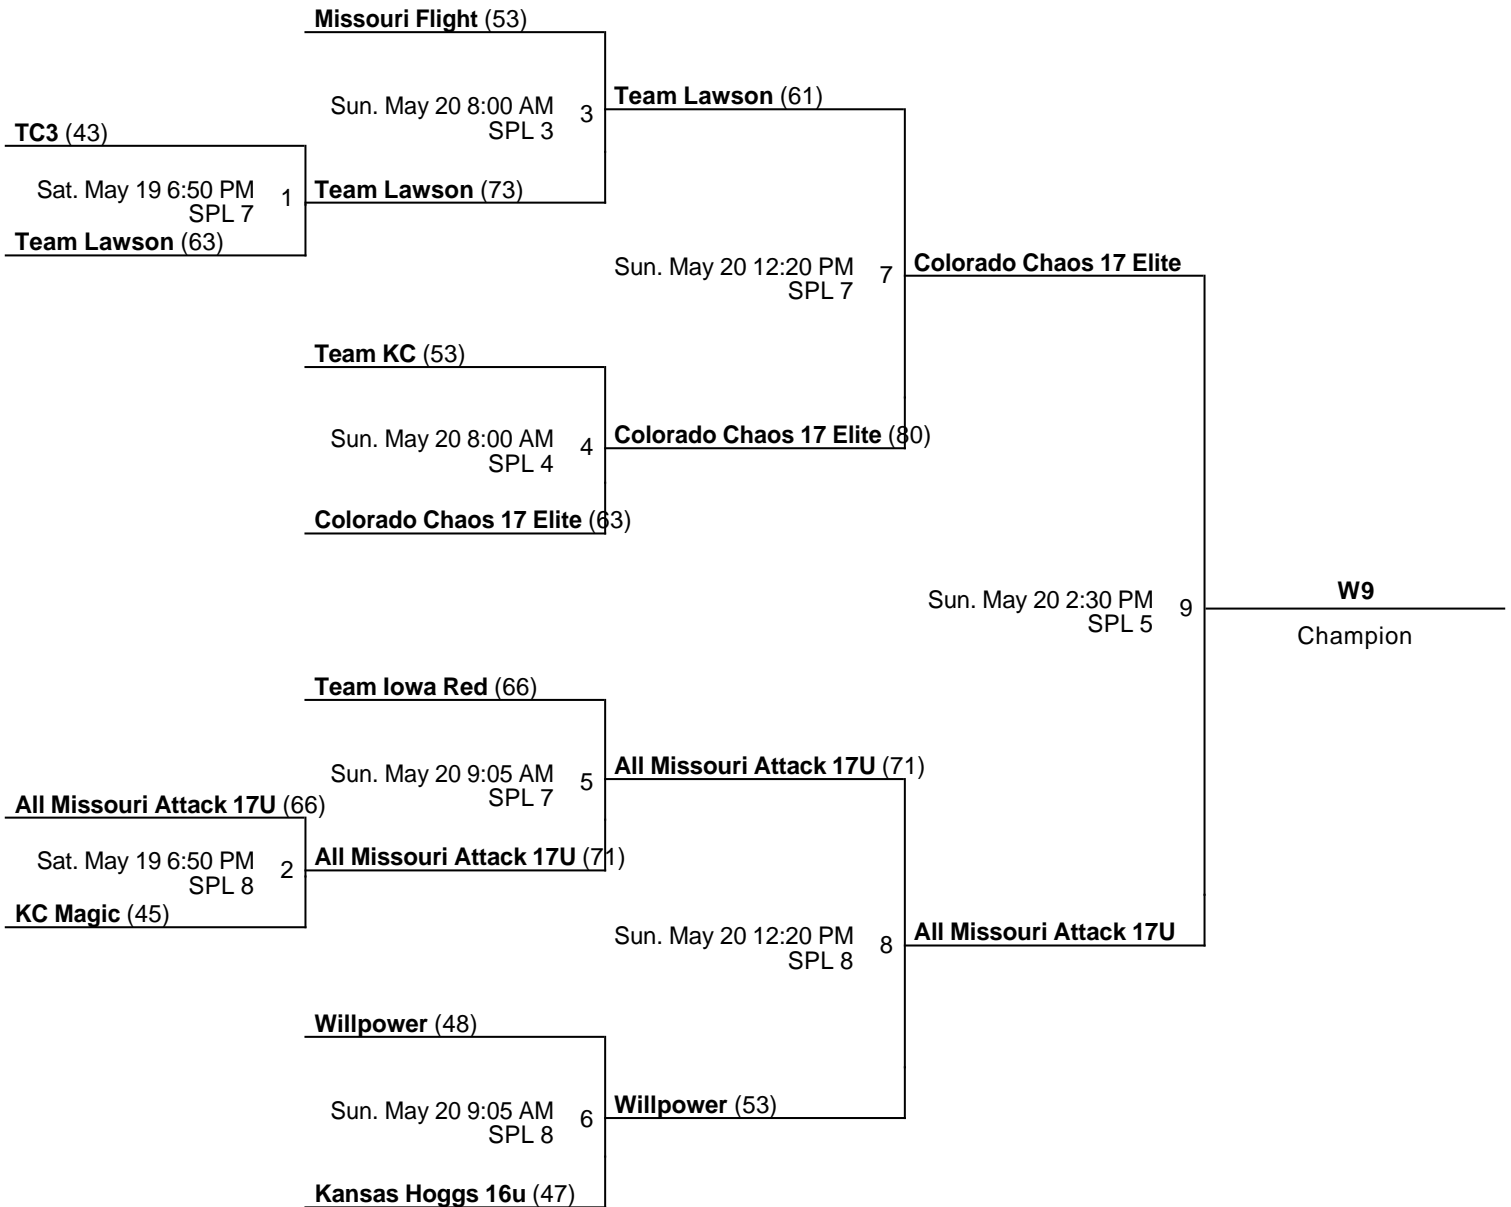 Missouri Flight (53)
Sun. May 20 8:00 AM
SPL 3
3
Team Lawson (61)
TC3 (43)
Sat. May 19 6:50 PM
SPL 7
1
Team Lawson (73)
Team Lawson (63)
Sun. May 20 12:20 PM
SPL 7
7
Colorado Chaos 17 Elite
Team KC (53)
Sun. May 20 8:00 AM
SPL 4
4
Colorado Chaos 17 Elite (80)
Colorado Chaos 17 Elite (63)
Sun. May 20 2:30 PM
SPL 5
9
W9
Champion
Team Iowa Red (66)
Sun. May 20 9:05 AM
SPL 7
5
All Missouri Attack 17U (71)
All Missouri Attack 17U (66)
Sat. May 19 6:50 PM
SPL 8
2
All Missouri Attack 17U (71)
KC Magic (45)
Sun. May 20 12:20 PM
SPL 8
8
All Missouri Attack 17U
Willpower (48)
Sun. May 20 9:05 AM
SPL 8
6
Willpower (53)
Kansas Hoggs 16u (47)